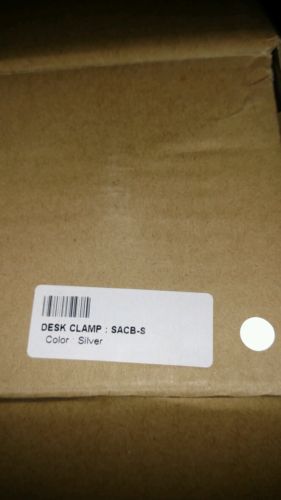 DESK CLAMP : SACB-S
Color : Silver